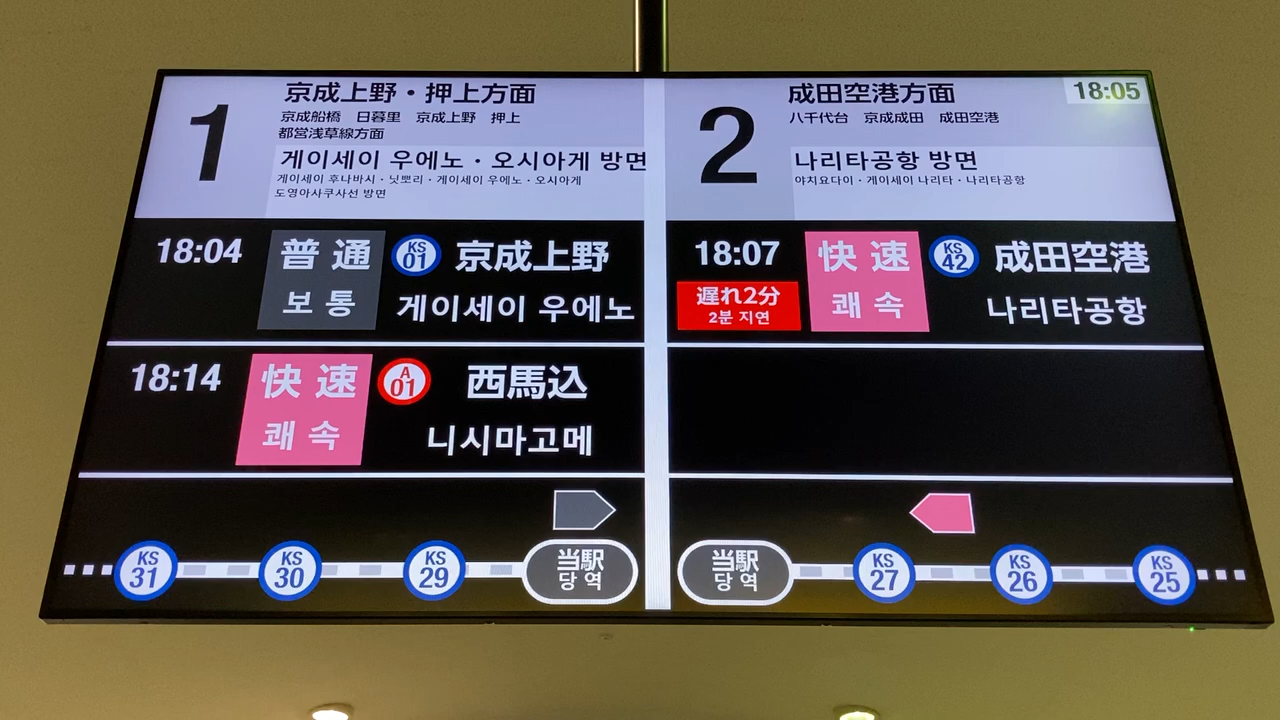 1
京成上野・押上方面
京成船橋　日暮里　京成上野　押上
都営浅草線方面
게이세이 우에노・오시아게 방면
게이세이 후나바시・닛뽀리・게이세이 우에노・오시아게
도영아사쿠사선 방면
18:04 普通 KS 01 京成上野
보통 게이세이 우에노
18:14 快速 A 01 西馬込
쾌속 니시마고메
KS 31 KS 30 KS 29 当駅
당역
2
成田空港方面
18:05
八千代台　京成成田　成田空港
나리타공항 방면
야치요다이・게이세이 나리타・나리타공항
18:07 快速 KS 42 成田空港
遅れ2分
2분 지연
쾌속 나리타공항
当駅 KS 27 KS 26 KS 25
당역